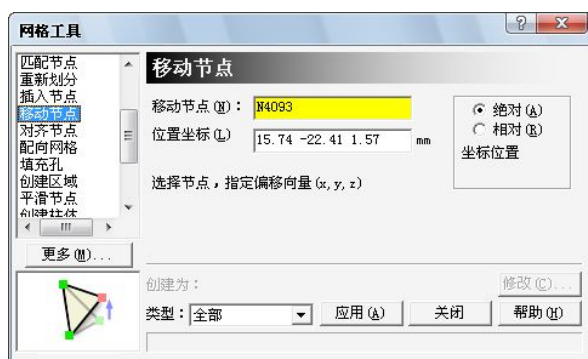 网格工具
匹配节点
重新划分
插入节点
移动节点
对齐节点
配向网格
填充孔
创建区域
平滑节点
创建柱体
更多(M)...
移动节点
移动节点(N)： N4093
位置坐标(L) 15.74 -22.41 1.57 mm
绝对(A)
相对(R)
坐标位置
选择节点，指定偏移向量(x,y,z)
创建为：
修改(C)...
类型： 全部
应用(A)
关闭
帮助(H)